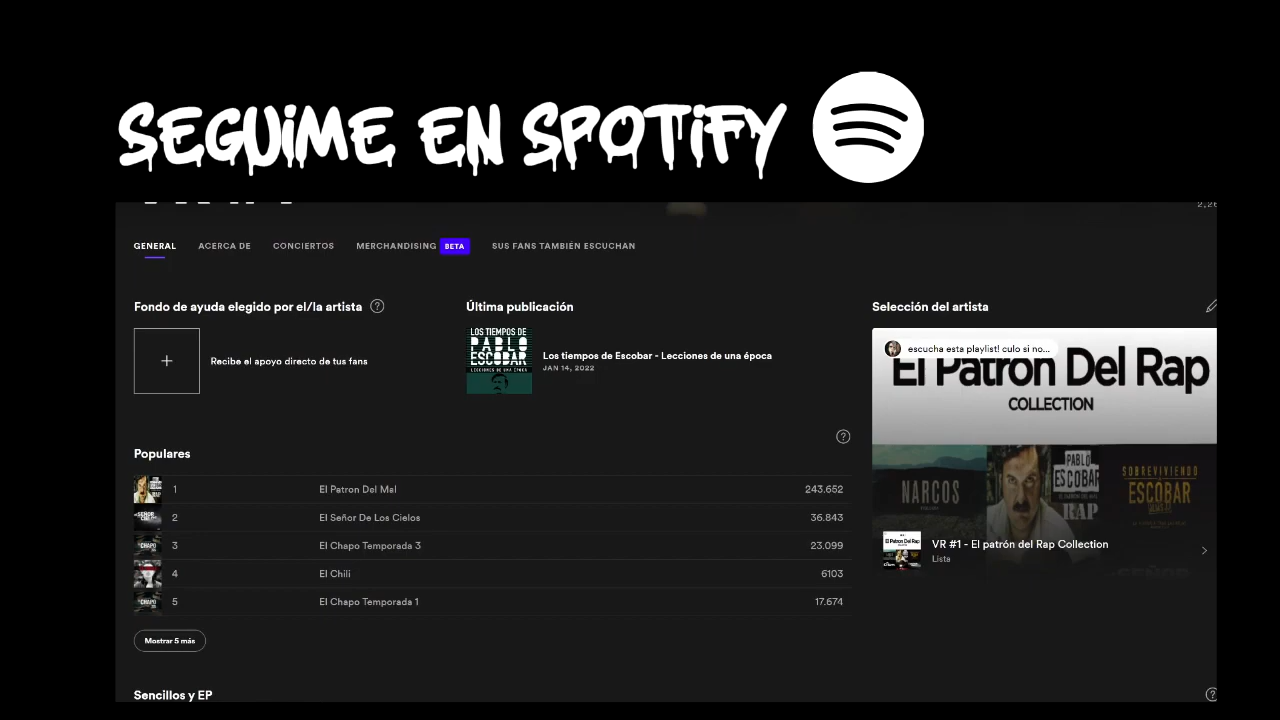 SEGUIME EN SPOTIFY
GENERAL ACERCA DE CONCIERTOS MERCHANDISING BETA SUS FANS TAMBIÉN ESCUCHAN
Fondo de ayuda elegido por el/la artista ?
Recibe el apoyo directo de tus fans
Última publicación
LOS TIEMPOS DE
PABLO
ESCOBAR
LECCIONES DE UNA ÉPOCA
Los tiempos de Escobar - Lecciones de una época
JAN 14, 2022
Selección del artista
escucha esta playlist! culo si no...
El Patron Del Rap
COLLECTION
NARCOS
PABLO
ESCOBAR
RAP
SOBREVIVIENDO
ESCOBAR
VR #1 - El patrón del Rap Collection
Lista
?
Populares
1 El Patron Del Mal 243.652
2 El Señor De Los Cielos 36.843
3 El Chapo Temporada 3 23.099
4 El Chili 6103
5 El Chapo Temporada 1 17.674
Mostrar 5 más
Sencillos y EP ?